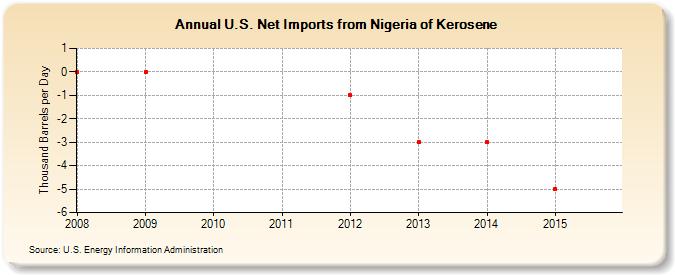 Annual U.S. Net Imports from Nigeria of Kerosene
Thousand Barrels per Day
1
0
-1
-2
-3
-4
-5
-6
2008 2009 2010 2011 2012 2013 2014 2015
Source: U.S. Energy Information Administration